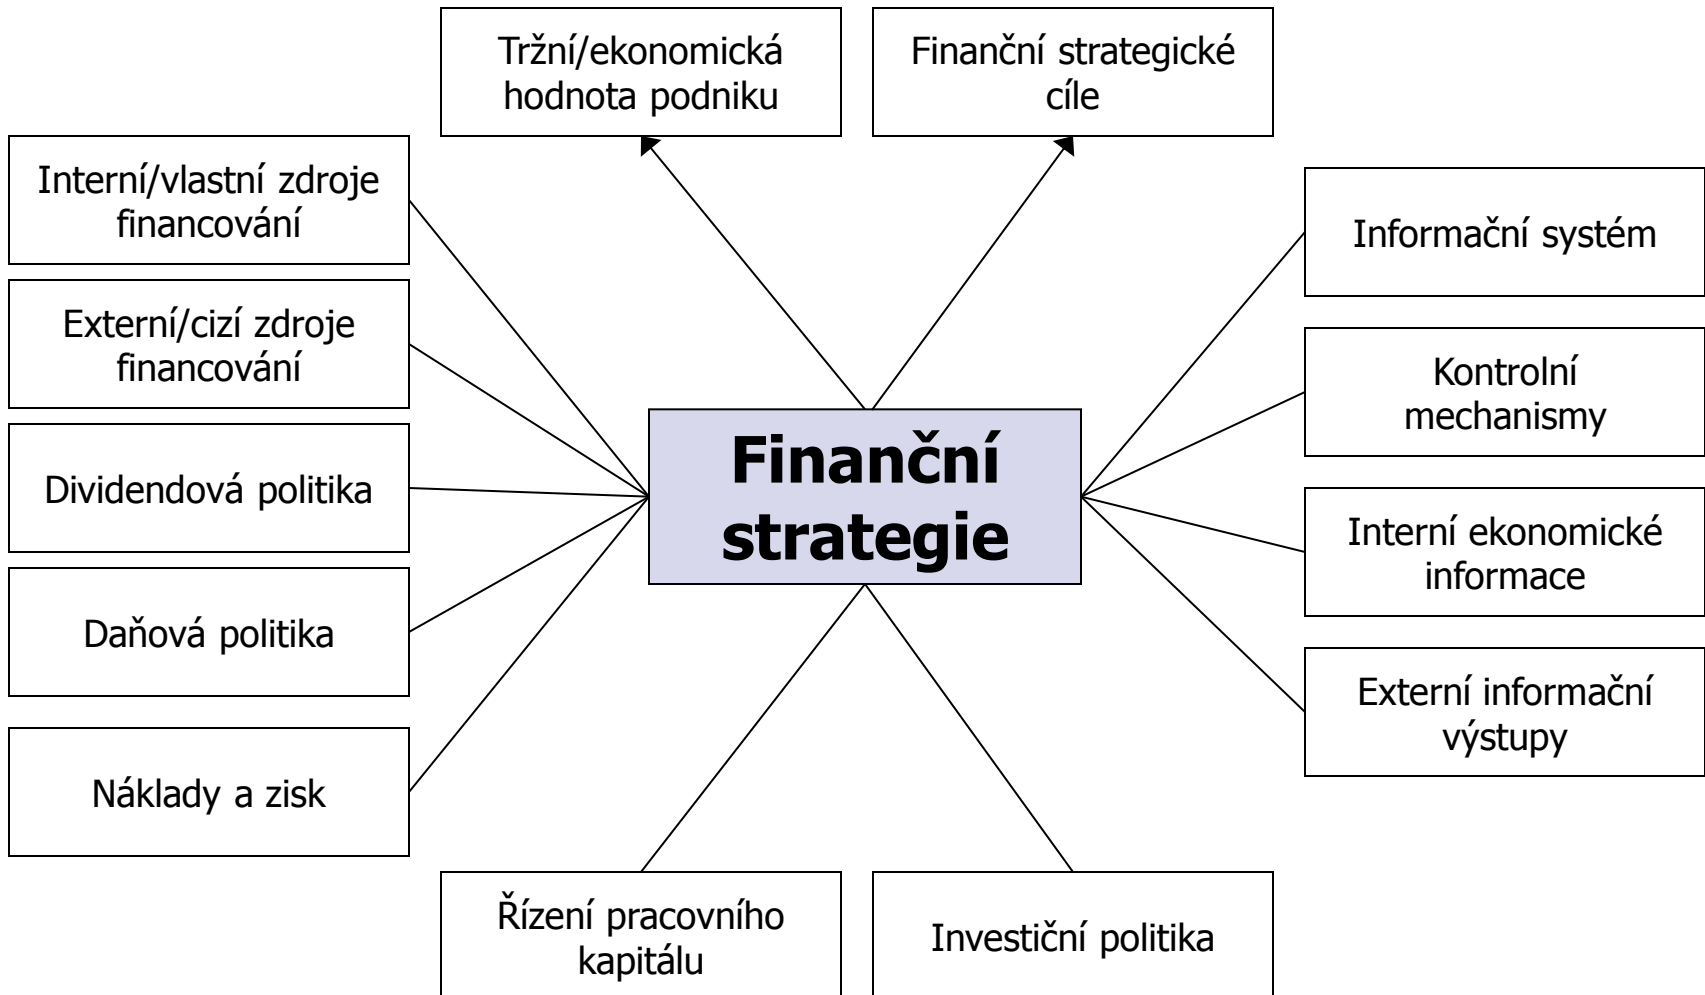 Tržní/ekonomická
hodnota podniku
Finanční strategické
cíle
Interní/vlastní zdroje
financování
Externí/cizí zdroje
financování
Dividendová politika
Daňová politika
Náklady a zisk
Finanční
strategie
Informační systém
Kontrolní
mechanismy
Interní ekonomické
informace
Externí informační
výstupy
Řízení pracovního
kapitálu
Investiční politika